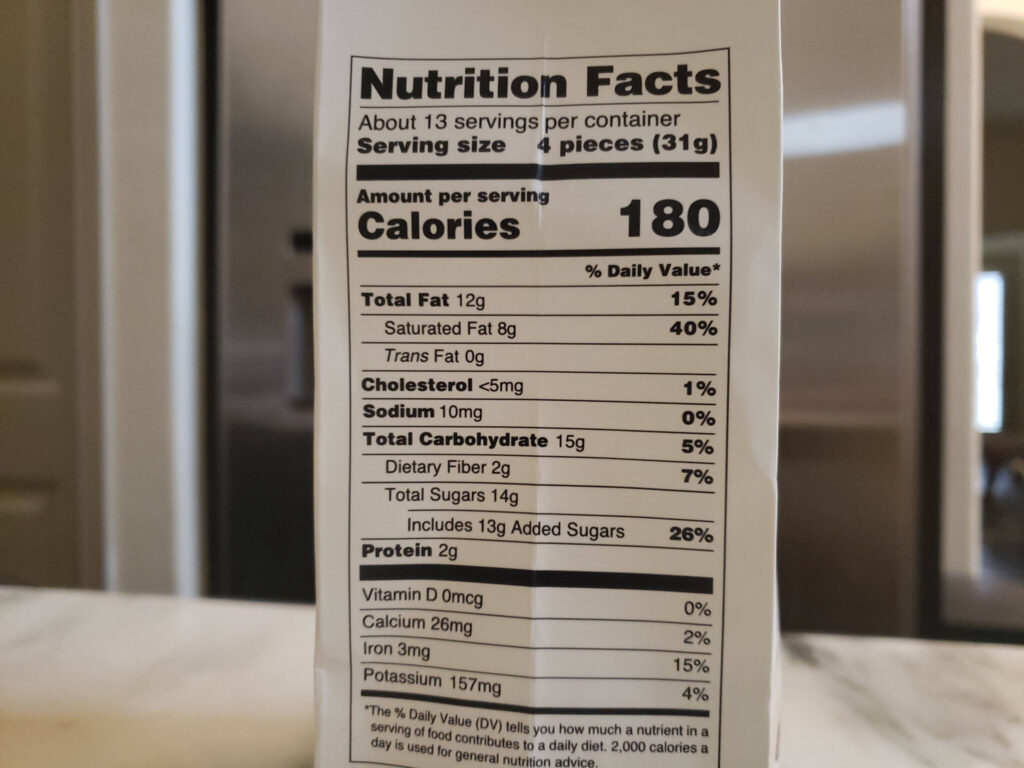 Nutrition Facts
About 13 servings per container
Serving size 4 pieces (31g)
Amount per serving
Calories 180
% Daily Value*
Total Fat 12g 15%
Saturated Fat 8g 40%
Trans Fat 0g
Cholesterol <5mg 1%
Sodium 10mg 0%
Total Carbohydrate 15g 5%
Dietary Fiber 2g 7%
Total Sugars 14g
Includes 13g Added Sugars 26%
Protein 2g
Vitamin D 0mcg 0%
Calcium 26mg 2%
Iron 3mg 15%
Potassium 157mg 4%
*The % Daily Value (DV) tells you how much a nutrient in a
serving of food contributes to a daily diet. 2,000 calories a
day is used for general nutrition advice.